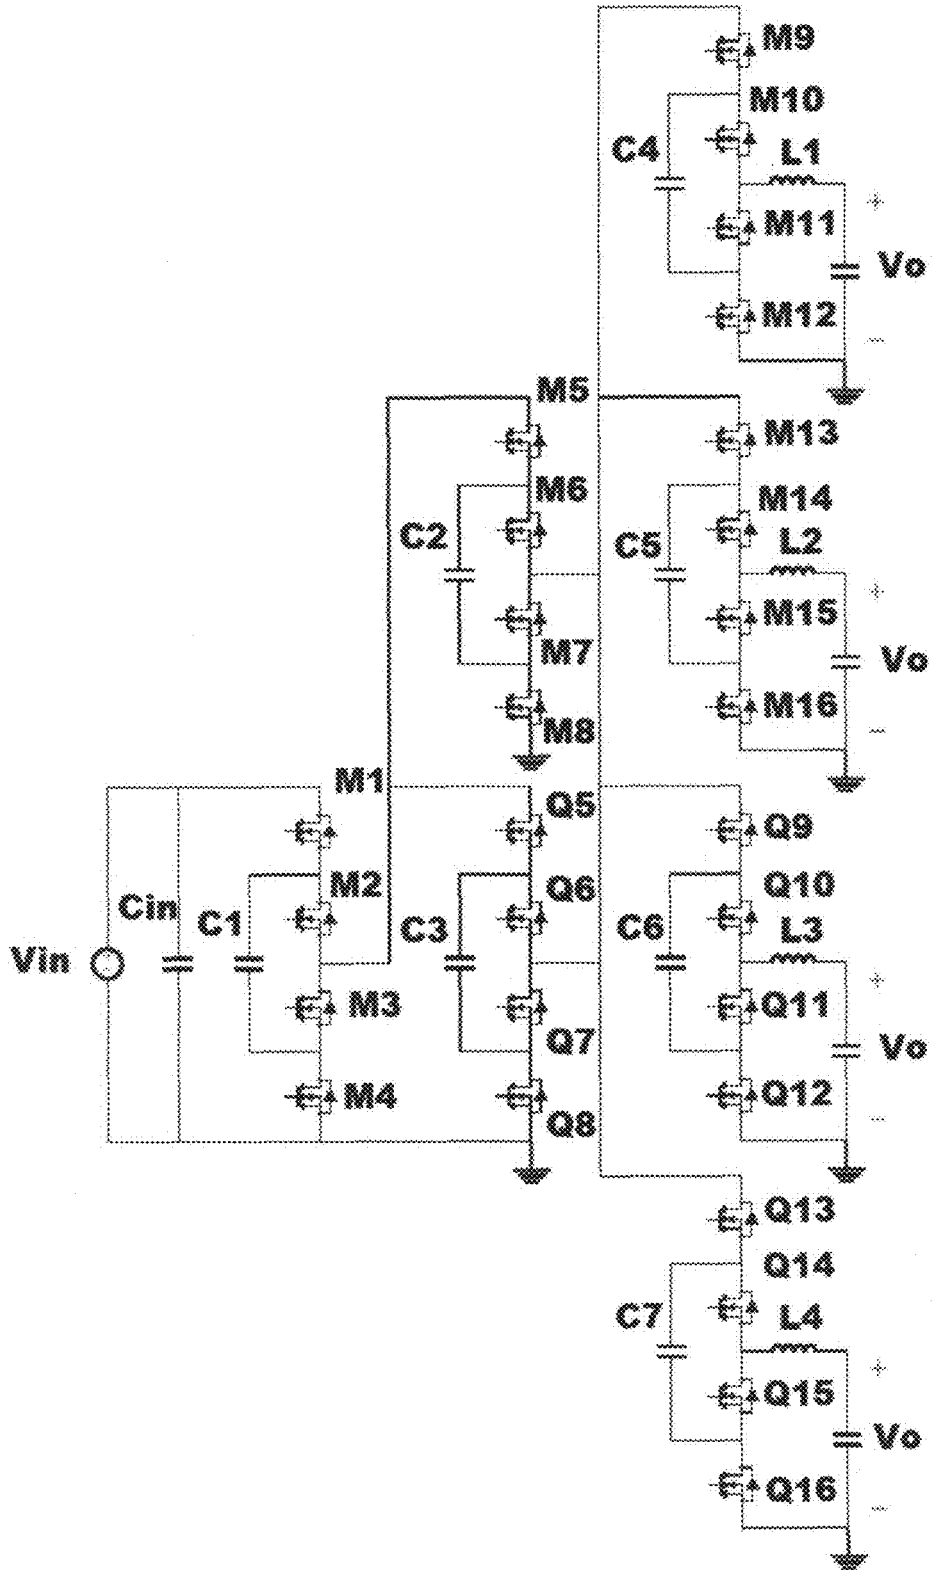 M9
M10
C4
L1
+
M11
Vo
M12
−
M5
M13
M6
M14
C2
C5
L2
+
M15
M7
Vo
M16
M8
−
M1
Q5
Q9
M2
Q6
Q10
Cin
C1
C3
C6
L3
Vin
+
M3
Q11
Q7
Vo
M4
Q12
Q8
−
Q13
Q14
C7
L4
+
Q15
Vo
Q16
−